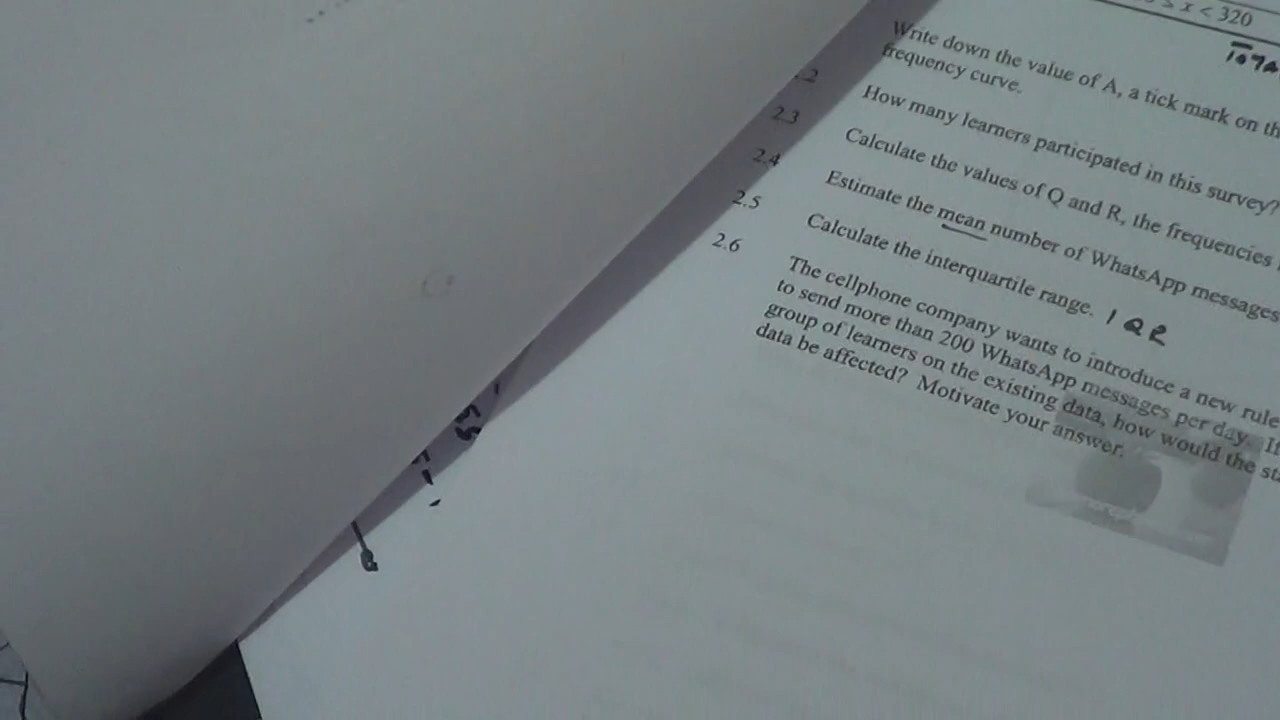 ≤ x < 320
Write down the value of A, a tick mark on
frequency curve.
.2 How many learners participated in this survey?
2.3 Calculate the values of Q and R, the frequencies
2.4 Estimate the mean number of WhatsApp messages
2.5 Calculate the interquartile range. IQR
2.6 The cellphone company wants to introduce a new rule
to send more than 200 WhatsApp messages per day. If
group of learners on the existing data, how would the
data be affected? Motivate your answer.